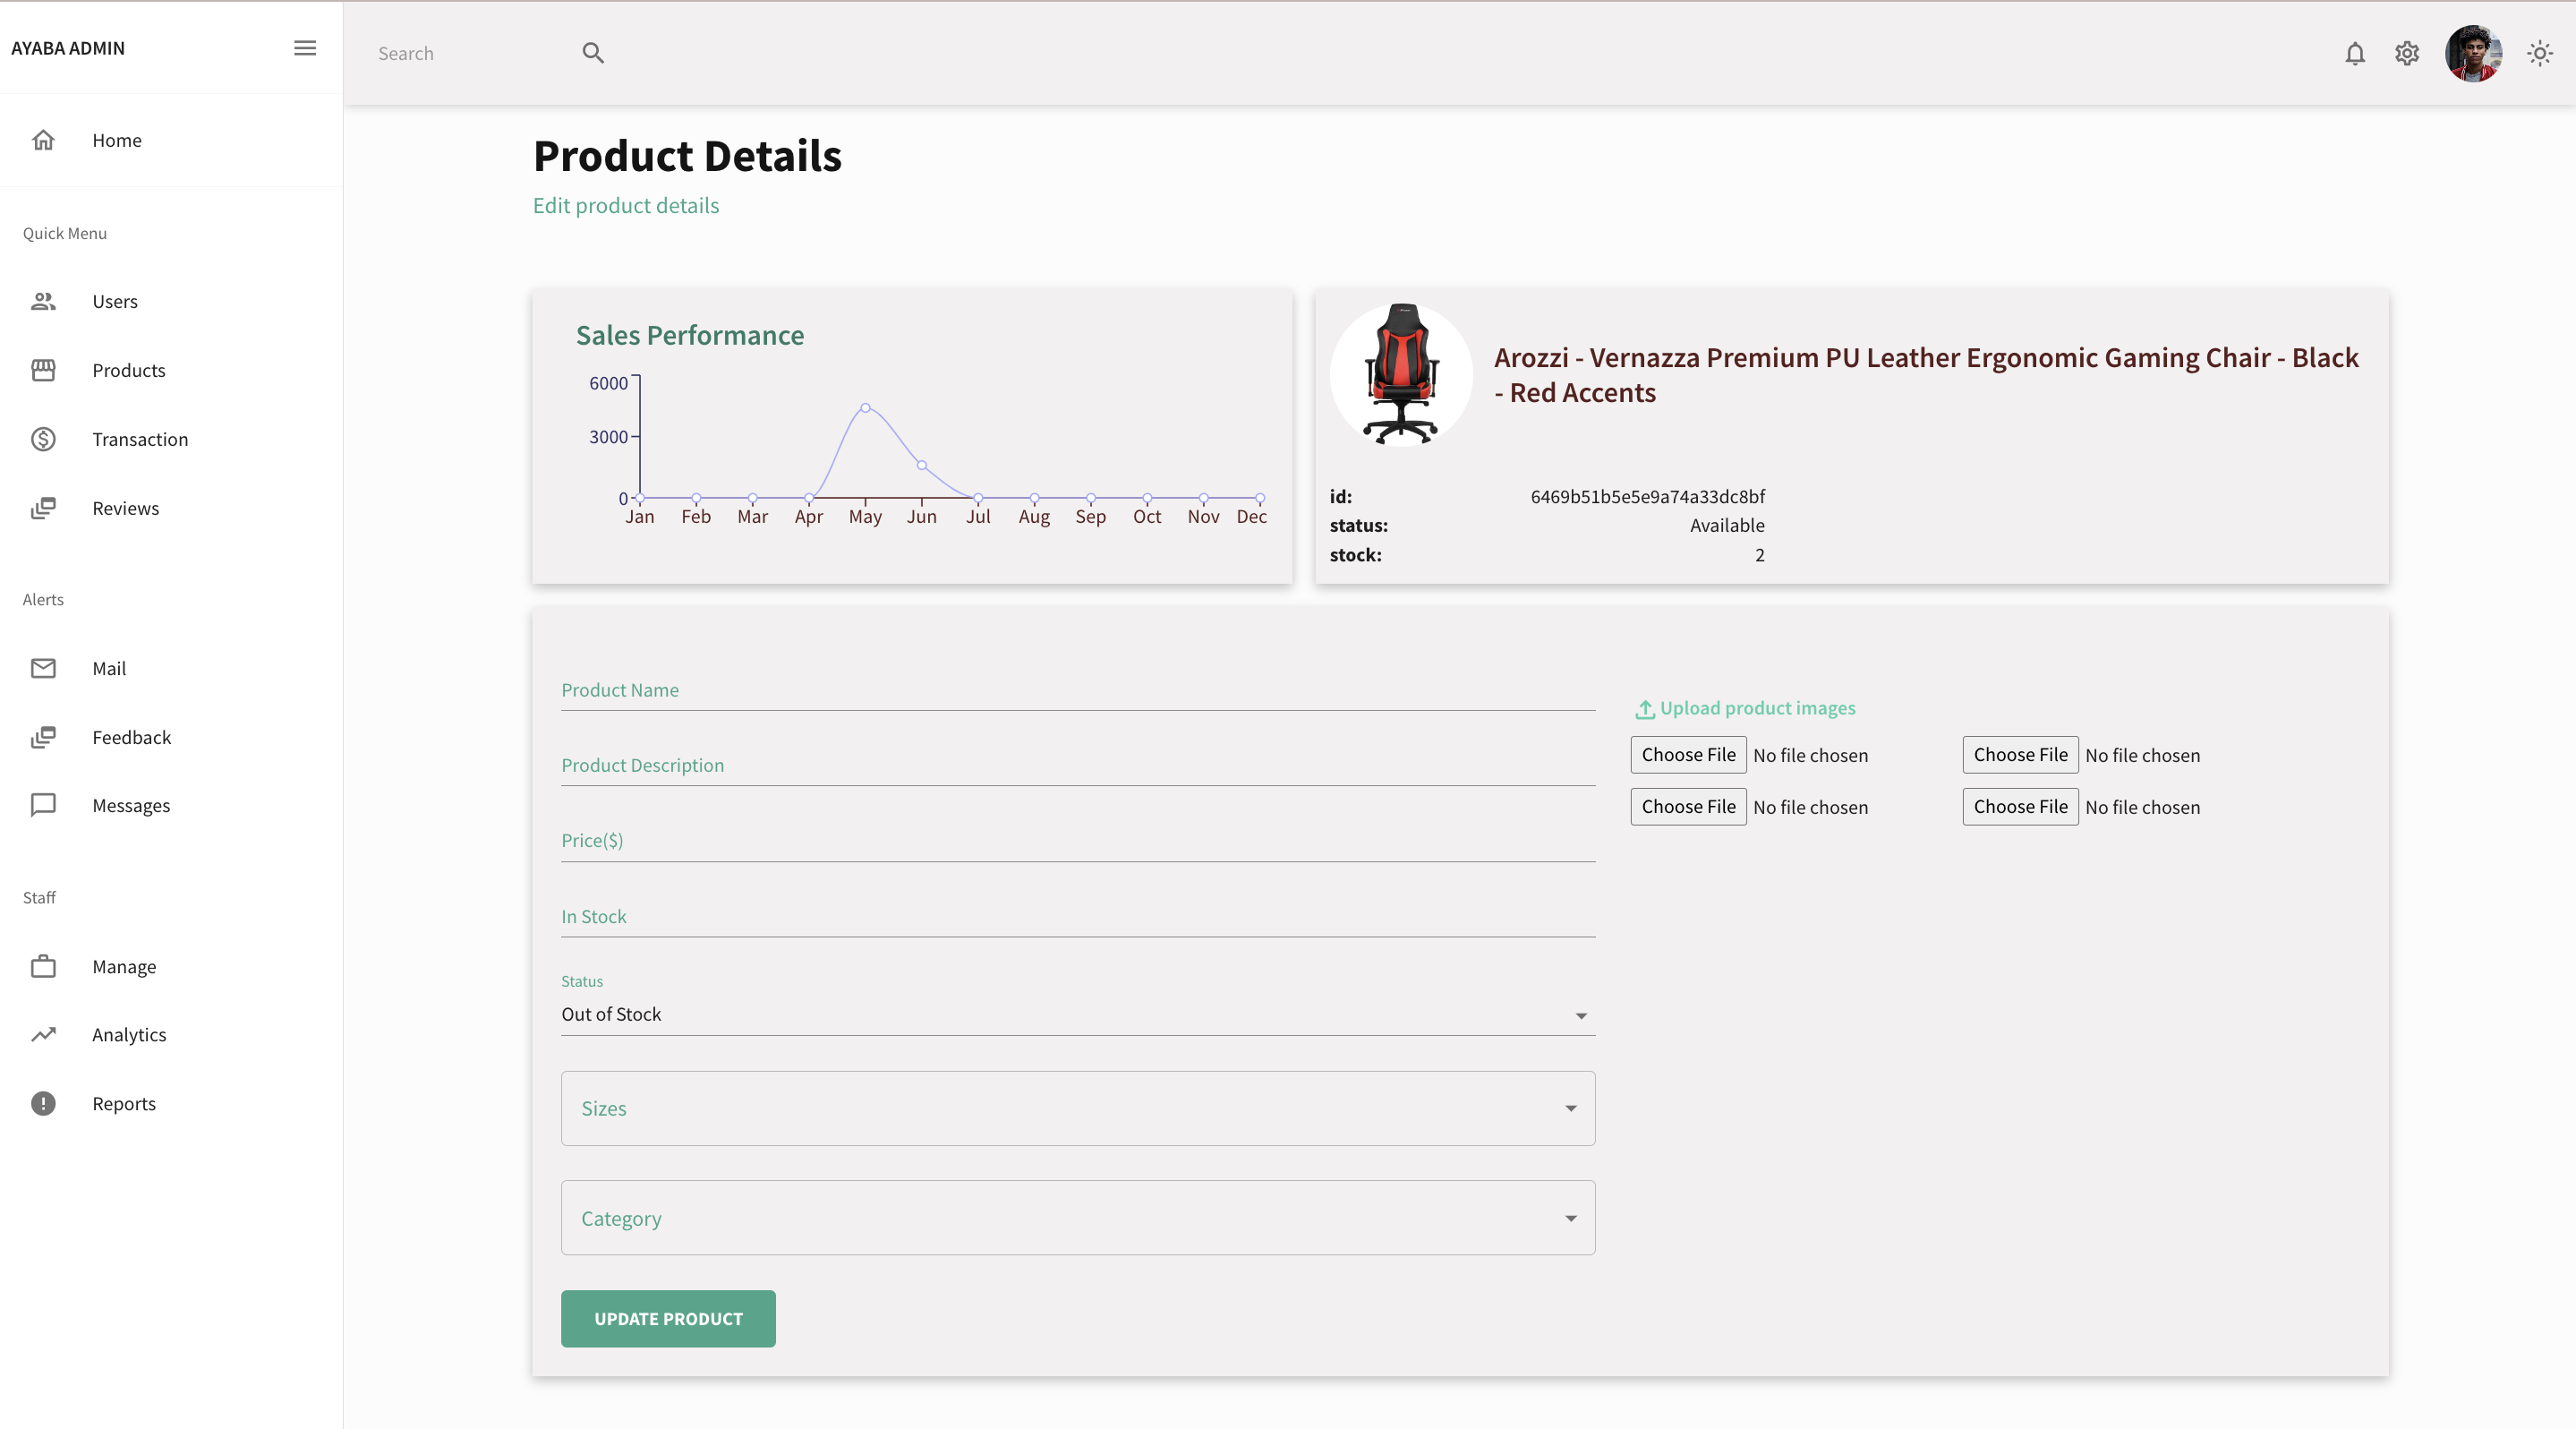 AYABA ADMIN
Search
Home
Quick Menu
Users
Products
Transaction
Reviews
Alerts
Mail
Feedback
Messages
Staff
Manage
Analytics
Reports
Product Details
Edit product details
Sales Performance
6000
3000
0
Jan Feb Mar Apr May Jun Jul Aug Sep Oct Nov Dec
Arozzi - Vernazza Premium PU Leather Ergonomic Gaming Chair - Black
- Red Accents
id: 6469b51b5e5e9a74a33dc8bf
status: Available
stock: 2
Product Name
Product Description
Price($)
In Stock
Status
Out of Stock
Sizes
Category
UPDATE PRODUCT
Upload product images
Choose File No file chosen Choose File No file chosen
Choose File No file chosen Choose File No file chosen